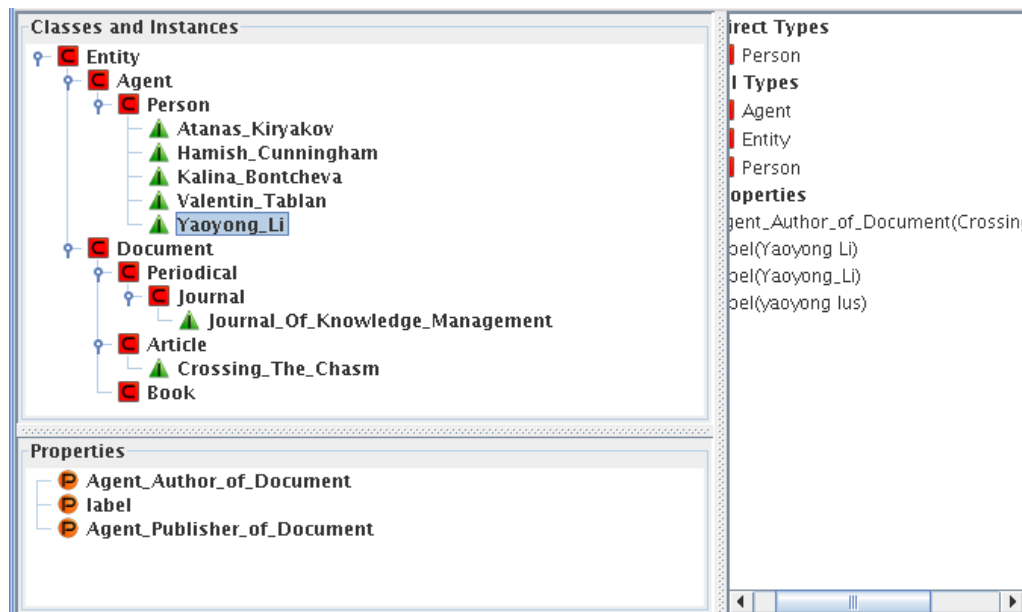 Classes and Instances
C Entity
C Agent
C Person
Atanas_Kiryakov
Hamish_Cunningham
Kalina_Bontcheva
Valentin_Tablan
Yaoyong_Li
C Document
C Periodical
C Journal
Journal_Of_Knowledge_Management
C Article
Crossing_The_Chasm
C Book
Properties
P Agent_Author_of_Document
P label
P Agent_Publisher_of_Document
irect Types
Person
l Types
Agent
Entity
Person
operties
gent_Author_of_Document(Crossing
bel(Yaoyong Li)
bel(Yaoyong_Li)
bel(yaoyong lus)